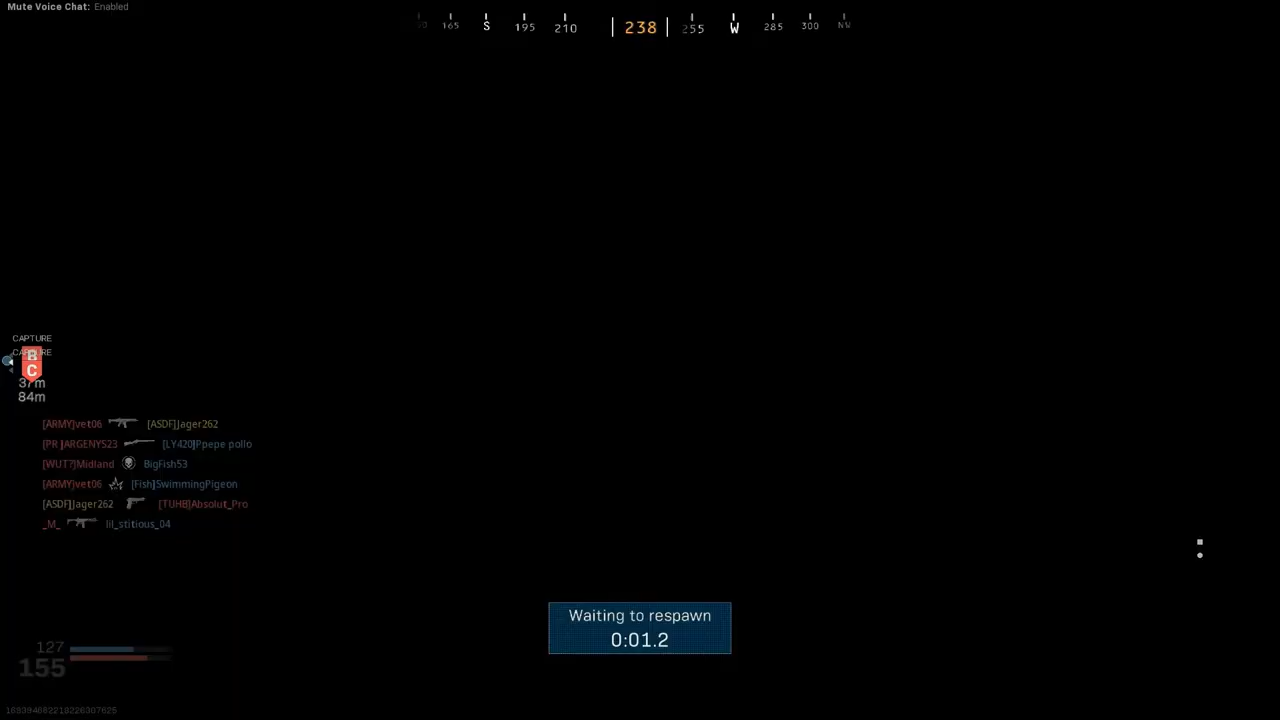 Mute Voice Chat: Enabled
165 S 195 210 238 255 W 285 300 NW
CAPTURE
CAPTURE
B
C
37m
84m
[ARMY]vet06 [ASDF]Jager262
[PR ]ARGENYS23 [LY420]Ppepe pollo
[WUT?]Midland BigFish53
[ARMY]vet06 [Fish]SwimmingPigeon
[ASDF]Jager262 [TUHB]Absolut_Pro
_M_ lil_stitious_04
Waiting to respawn
0:01.2
127
155